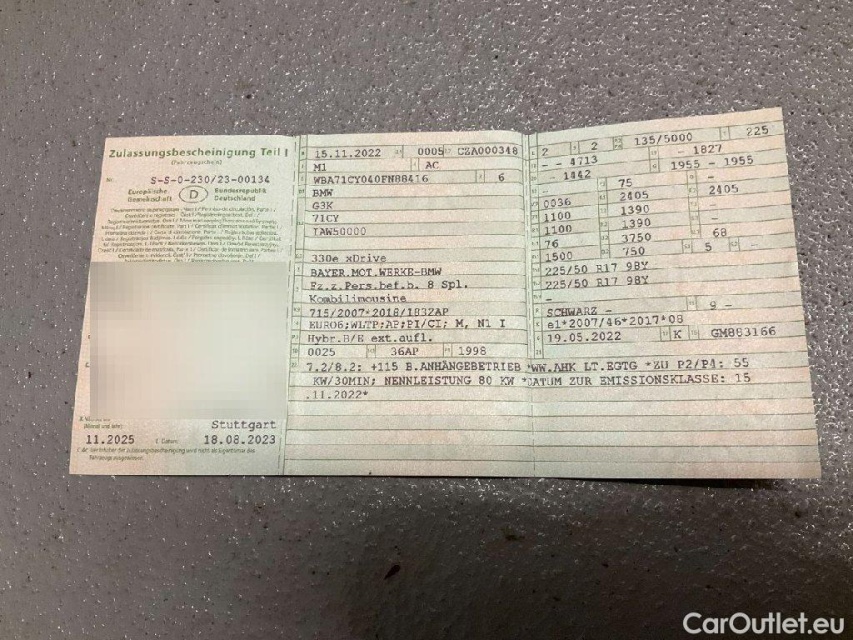 Zulassungsbescheinigung Teil I
(Fahrzeugschein)
Nr. S-S-0-230/23-00134
Europäische Gemeinschaft
D
Bundesrepublik Deutschland
Stuttgart
11.2025
18.08.2023
15.11.2022 0005 CZA000348
M1 AC
WBA71CY040FN88416 6
BMW
G3K
71CY
IAW50000
330e xDrive
BAYER.MOT.WERKE-BMW
Fz.z.Pers.bef.b. 8 Spl.
Kombilimousine
715/2007*2018/1832AP
EURO6;WLTP;AP;PI/CI; M, N1 I
Hybr.B/E ext.aufl.
0025 36AP 1998
7.2/8.2: +115 B.ANHÄNGEBETRIEB *WW.AHK LT.EGTG *ZU P2/P4: 55
KW/30MIN; NENNLEISTUNG 80 KW *DATUM ZUR EMISSIONSKLASSE: 15
.11.2022*
2 2 135/5000 225
- - 4713 - - 1827
- - 1442 1955 - 1955
75
0036 2405 2405
1100 1390
1100 1390
76 3750 68
1500 750 5
225/50 R17 98Y
225/50 R17 98Y
-
SCHWARZ - 9 -
e1*2007/46*2017*08
19.05.2022 K GM883166
CarOutlet.eu